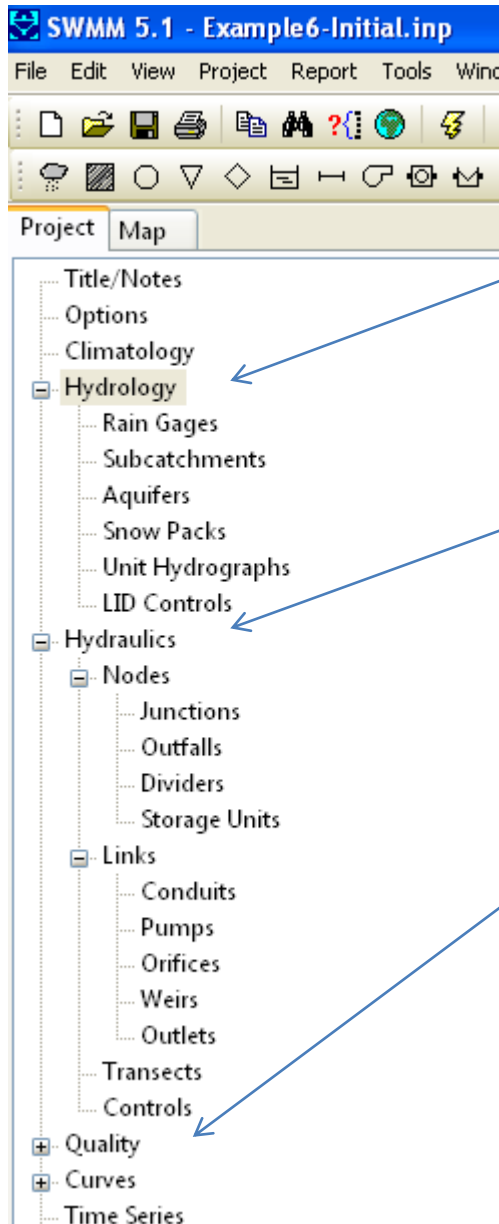 SWMM 5.1 - Example6-Initial.inp
File Edit View Project Report Tools Winc
?{}
Project Map
Title/Notes
Options
Climatology
Hydrology
Rain Gages
Subcatchments
Aquifers
Snow Packs
Unit Hydrographs
LID Controls
Hydraulics
Nodes
Junctions
Outfalls
Dividers
Storage Units
Links
Conduits
Pumps
Orifices
Weirs
Outlets
Transects
Controls
Quality
Curves
Time Series